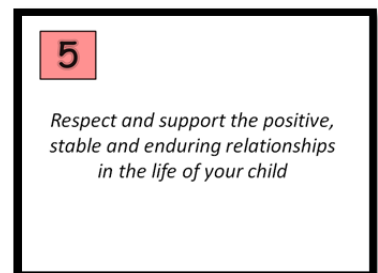 5
Respect and support the positive,
stable and enduring relationships
in the life of your child